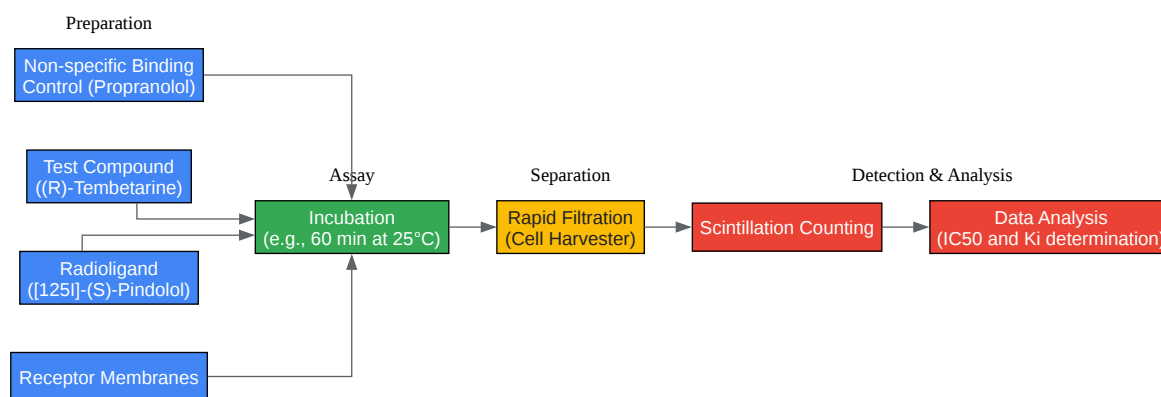 Preparation
Non-specific Binding
Control (Propranolol)
Test Compound
((R)-Tembetarine)
Radioligand
([125I]-(S)-Pindolol)
Receptor Membranes
Assay
Incubation
(e.g., 60 min at 25°C)
Separation
Rapid Filtration
(Cell Harvester)
Detection & Analysis
Scintillation Counting
Data Analysis
(IC50 and Ki determination)